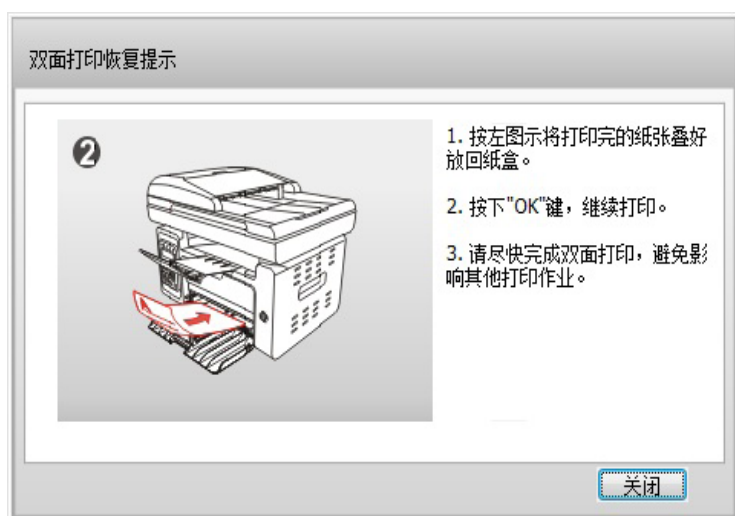 双面打印恢复提示
2
1. 按左图示将打印完的纸张叠好
放回纸盒。
2. 按下"OK"键，继续打印。
3. 请尽快完成双面打印，避免影
响其他打印作业。
关闭